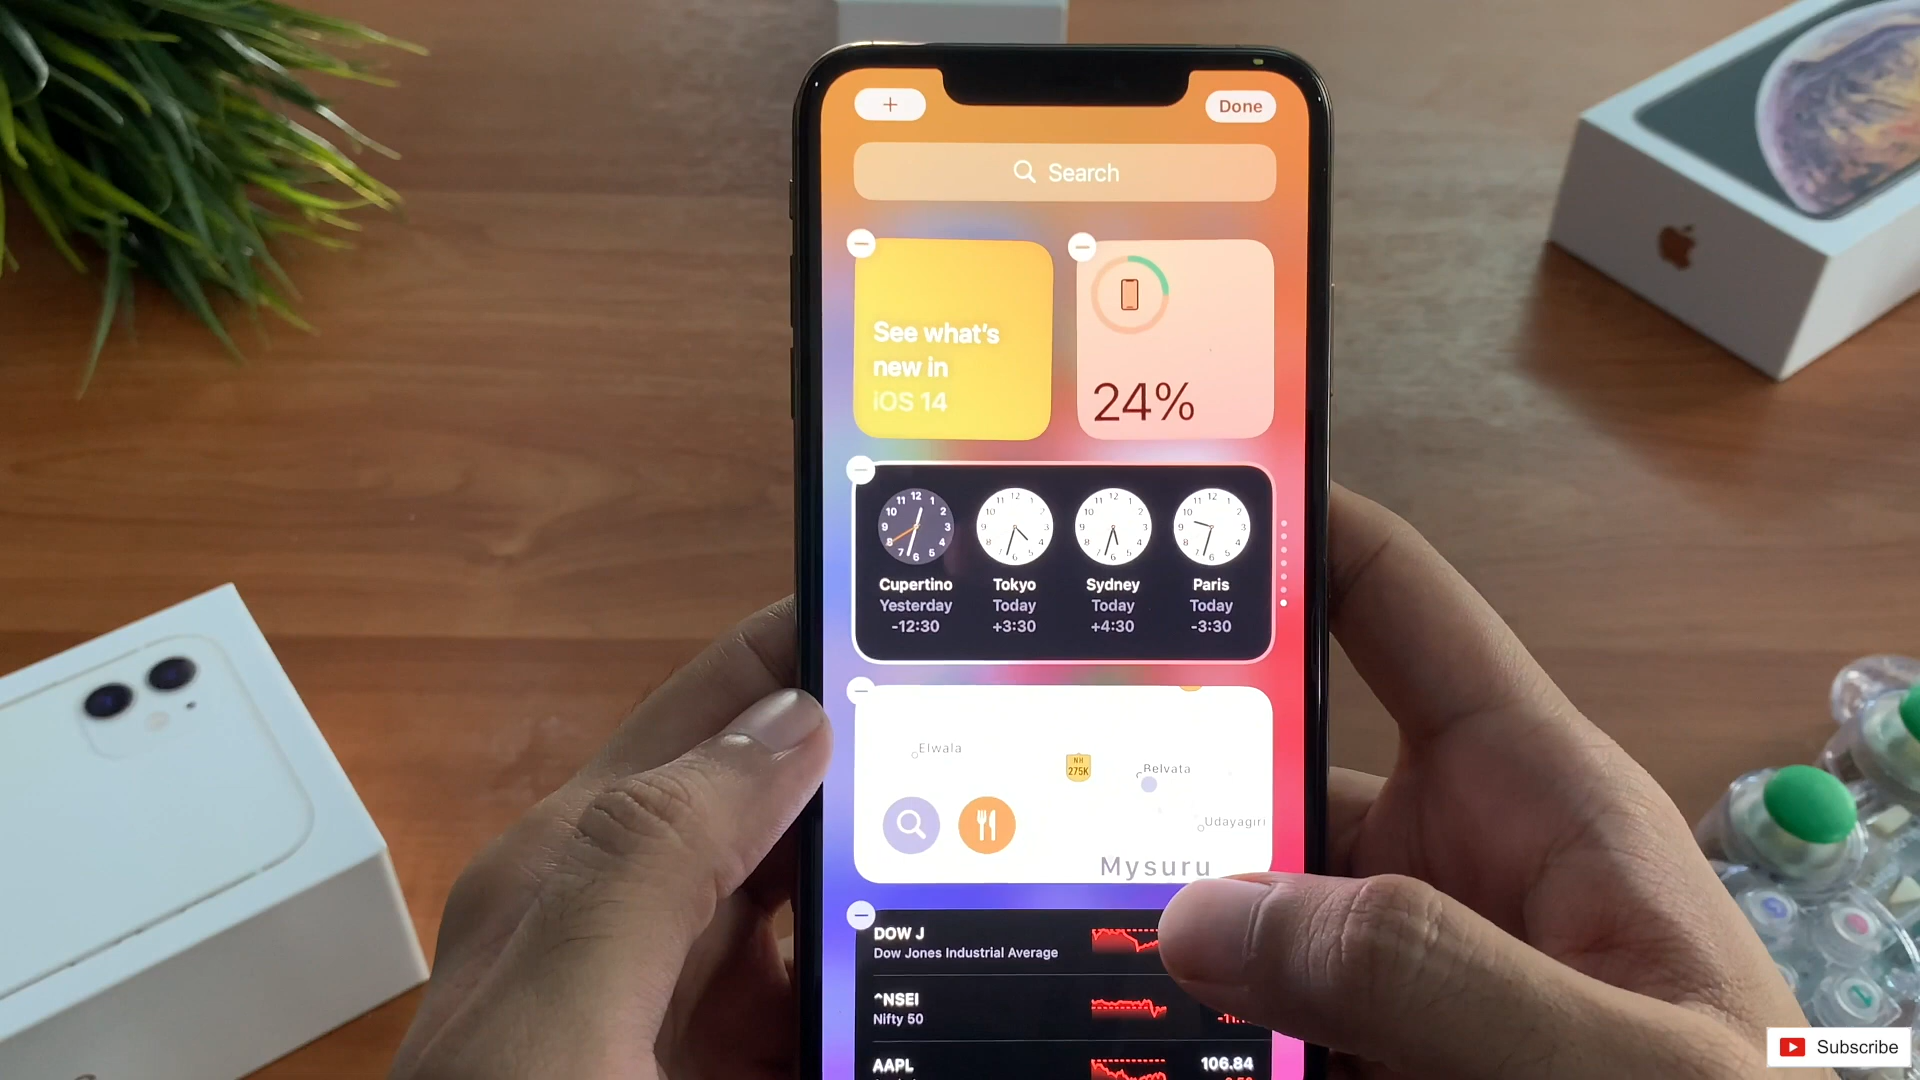 +
Done
Search
See what's
new in
iOS 14
24%
Cupertino
Yesterday
-12:30
Tokyo
Today
+3:30
Sydney
Today
+4:30
Paris
Today
-3:30
Elwala
NH
275K
Belvata
Udayagiri
Mysuru
DOW J
Dow Jones Industrial Average
^NSEI
Nifty 50
AAPL
106.84
Subscribe